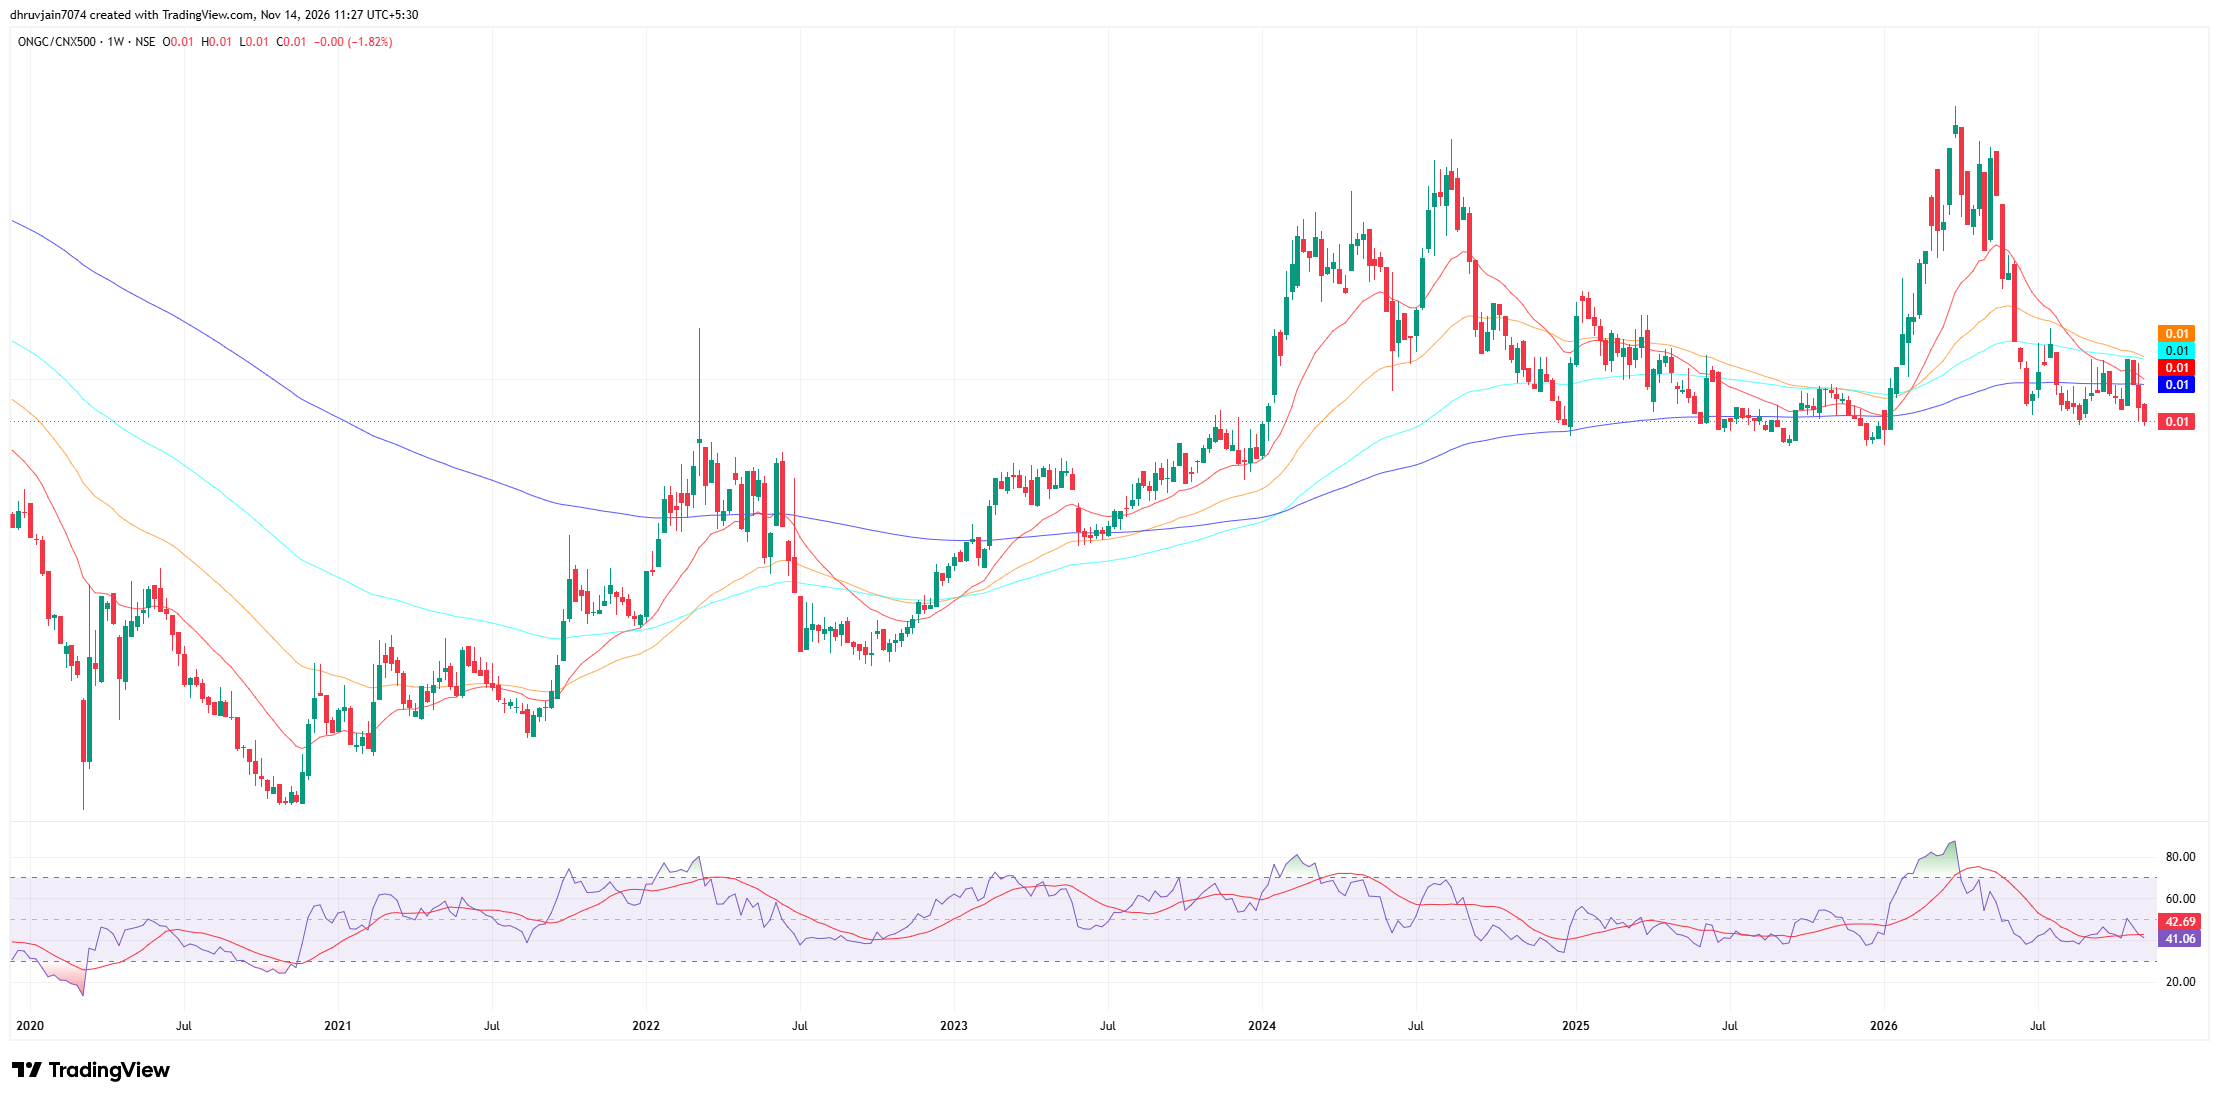 dhruvjain7074 created with TradingView.com, Nov 14, 2026 11:27 UTC+5:30
ONGC/CNX500 · 1W · NSE O0.01 H0.01 L0.01 C0.01 −0.00 (−1.82%)
0.01
0.01
0.01
0.01
0.01
80.00
60.00
42.69
41.06
20.00
2020 Jul 2021 Jul 2022 Jul 2023 Jul 2024 Jul 2025 Jul 2026 Jul
TradingView